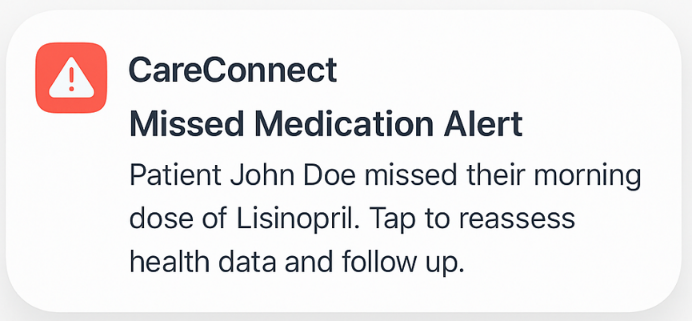 CareConnect
Missed Medication Alert
Patient John Doe missed their morning
dose of Lisinopril. Tap to reassess
health data and follow up.